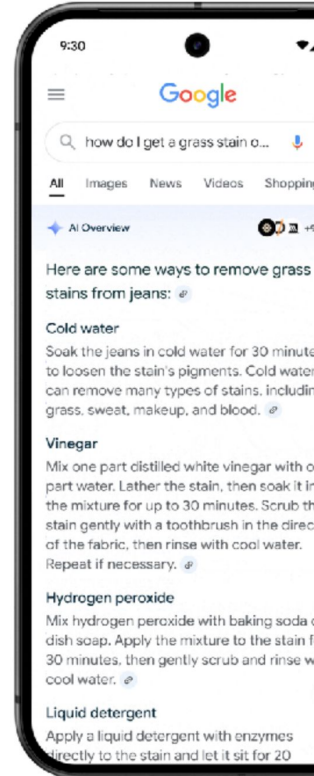 9:30
Google
how do I get a grass stain o...
All Images News Videos Shopping
AI Overview
Here are some ways to remove grass
stains from jeans:
Cold water
Soak the jeans in cold water for 30 minute
to loosen the stain's pigments. Cold water
can remove many types of stains, includin
grass, sweat, makeup, and blood.
Vinegar
Mix one part distilled white vinegar with o
part water. Lather the stain, then soak it in
the mixture for up to 30 minutes. Scrub th
stain gently with a toothbrush in the direc
of the fabric, then rinse with cool water.
Repeat if necessary.
Hydrogen peroxide
Mix hydrogen peroxide with baking soda o
dish soap. Apply the mixture to the stain f
30 minutes, then gently scrub and rinse w
cool water.
Liquid detergent
Apply a liquid detergent with enzymes
directly to the stain and let it sit for 20